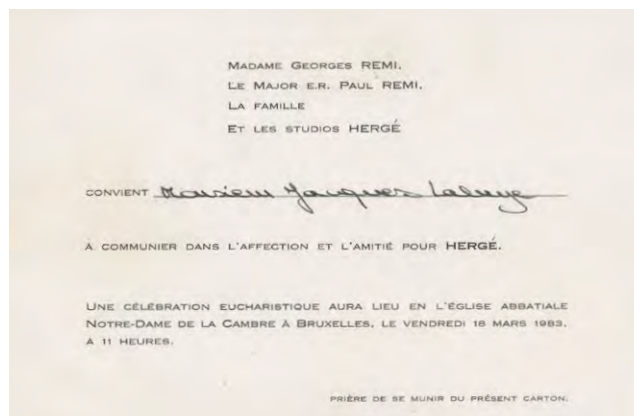 MADAME GEORGES REMI,
LE MAJOR E.R. PAUL REMI,
LA FAMILLE
ET LES STUDIOS HERGÉ
CONVIENT Monsieur Jacques Laluye
À COMMUNIER DANS L'AFFECTION ET L'AMITIÉ POUR HERGÉ.
UNE CÉLÉBRATION EUCHARISTIQUE AURA LIEU EN L'ÉGLISE ABBATIALE
NOTRE-DAME DE LA CAMBRE À BRUXELLES, LE VENDREDI 18 MARS 1983,
À 11 HEURES.
PRIÈRE DE SE MUNIR DU PRÉSENT CARTON.